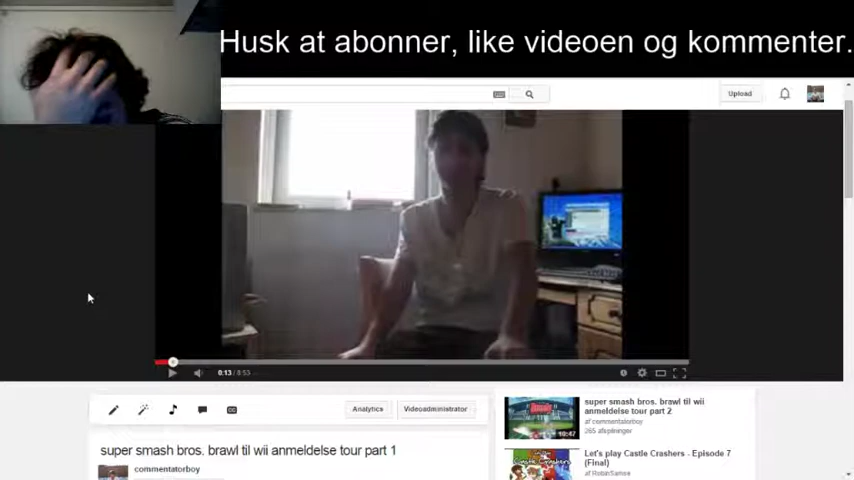 Husk at abonner, like videoen og kommenter.
Upload
0:13 / 8:53
Analytics
Videoadministrator
super smash bros. brawl til wii anmeldelse tour part 1
commentatorboy
10:47
super smash bros. brawl til wii
anmeldelse tour part 2
af commentatorboy
265 afspilninger
Let's play Castle Crashers - Episode 7
(Final)
af RobinSamse